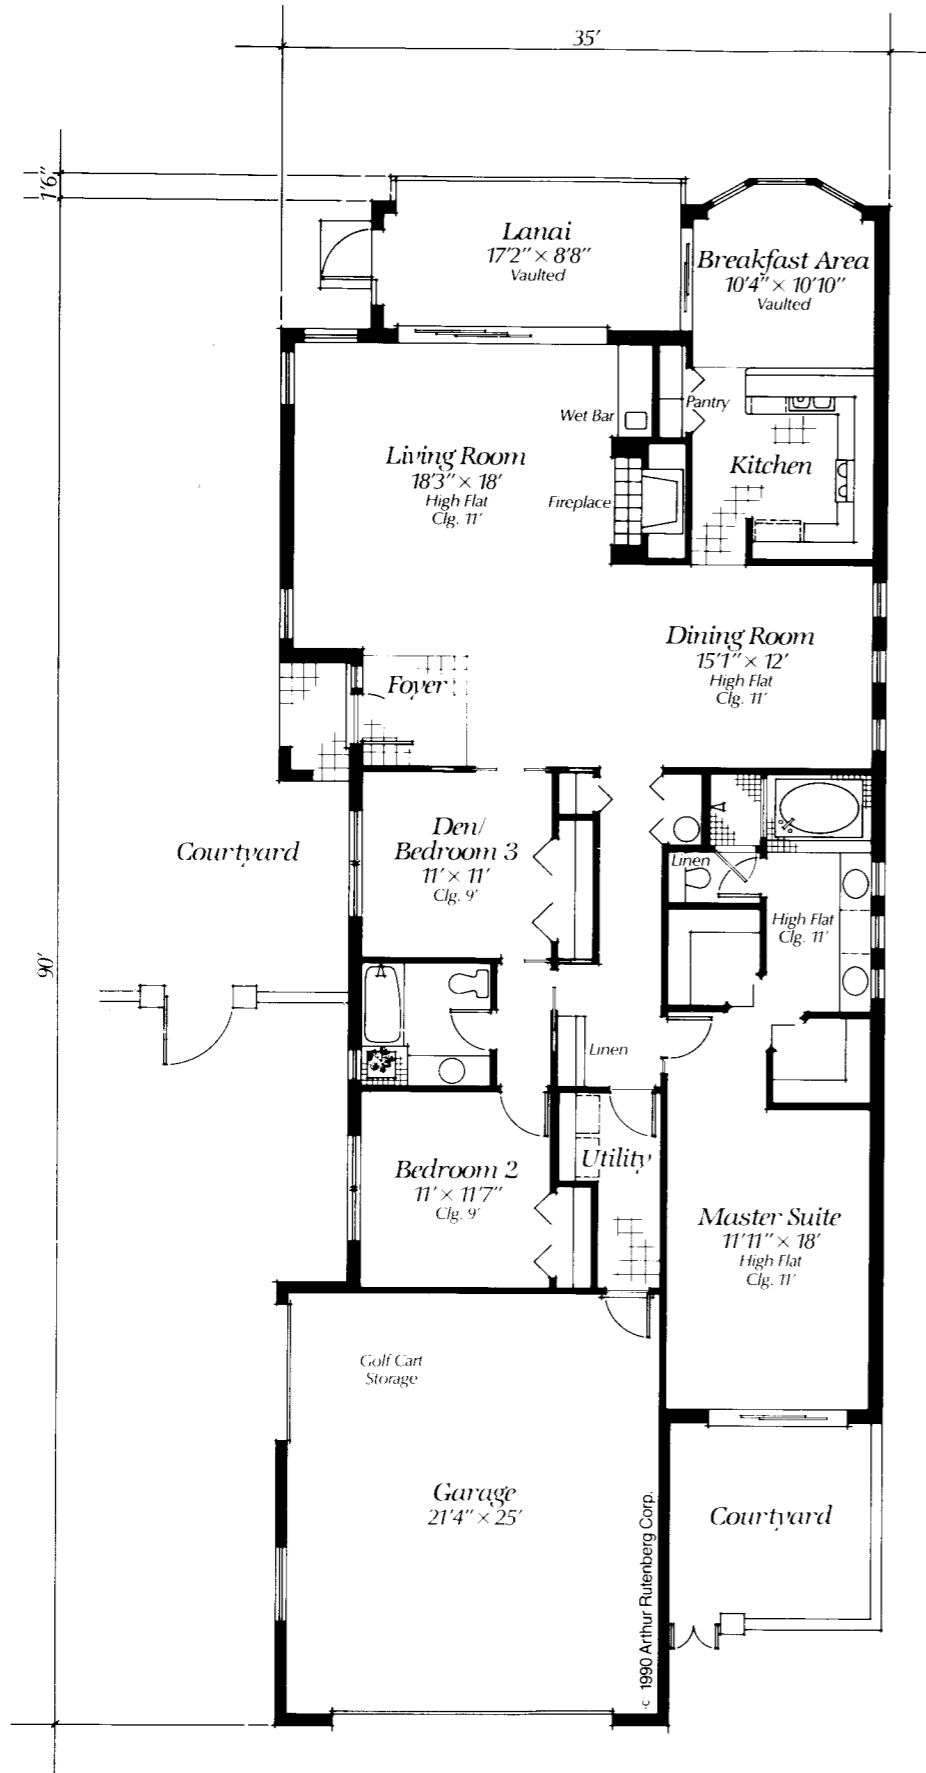 35'
1'6"
Lanai
17'2" × 8'8"
Vaulted
Breakfast Area
10'4" × 10'10"
Vaulted
Wet Bar
Pantry
Living Room
18'3" × 18'
High Flat
Clg. 11'
Fireplace
Kitchen
Dining Room
15'1" × 12'
High Flat
Clg. 11'
Foyer
Courtyard
Den/
Bedroom 3
11' × 11'
Clg. 9'
Linen
High Flat
Clg. 11'
90'
Linen
Bedroom 2
11' × 11'7"
Clg. 9'
Utility
Master Suite
11'11" × 18'
High Flat
Clg. 11'
Golf Cart
Storage
Garage
21'4" × 25'
Courtyard
© 1990 Arthur Rutenberg Corp.